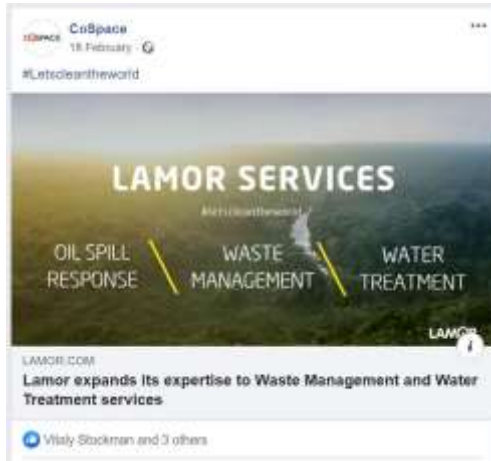 CoSpace
18 February
#Letscleantheworld
LAMOR SERVICES
#letscleantheworld
OIL SPILL
RESPONSE
WASTE
MANAGEMENT
WATER
TREATMENT
LAMOR
LAMOR.COM
Lamor expands its expertise to Waste Management and Water
Treatment services
Vitaly Stockman and 3 others